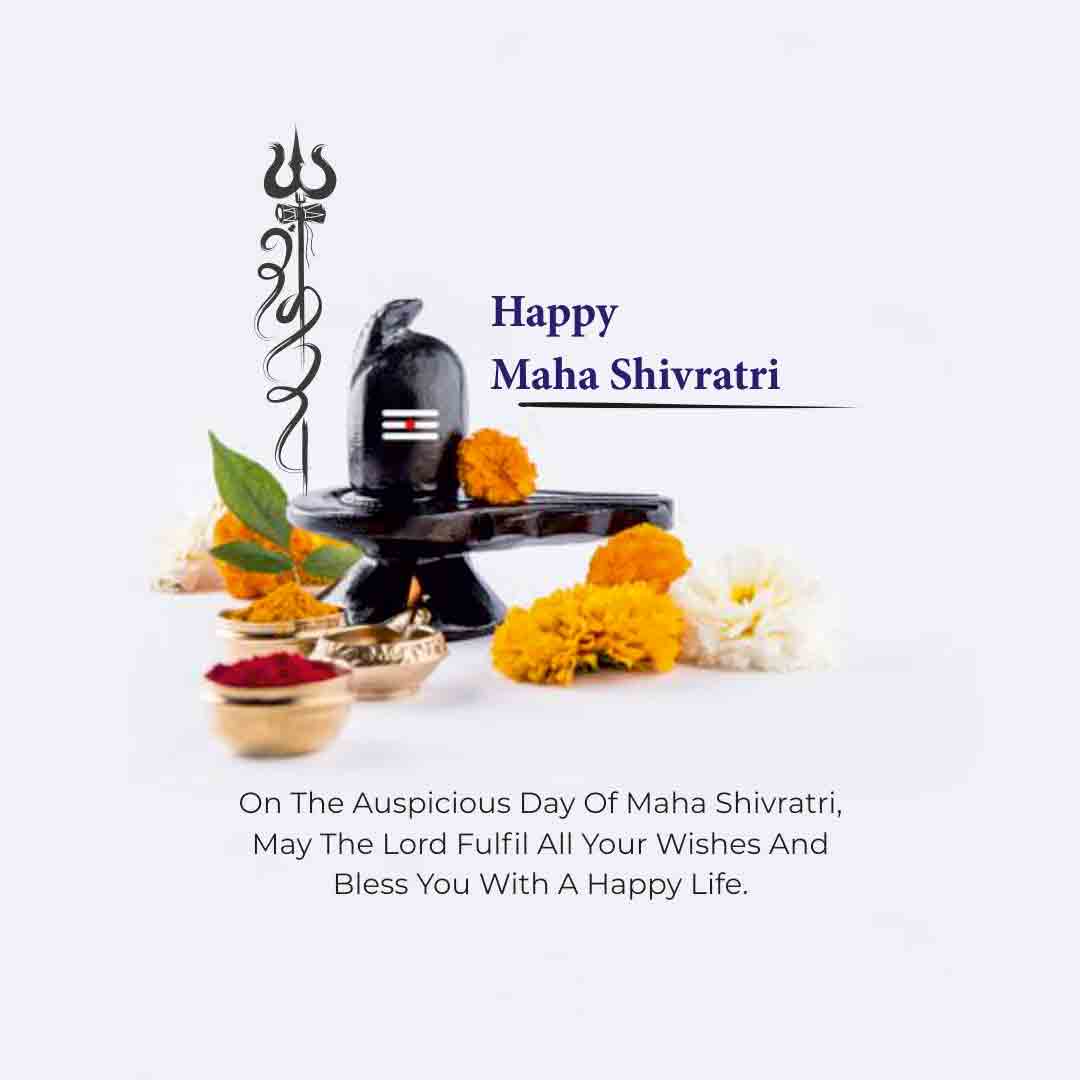 Happy
Maha Shivratri
On The Auspicious Day Of Maha Shivratri,
May The Lord Fulfil All Your Wishes And
Bless You With A Happy Life.